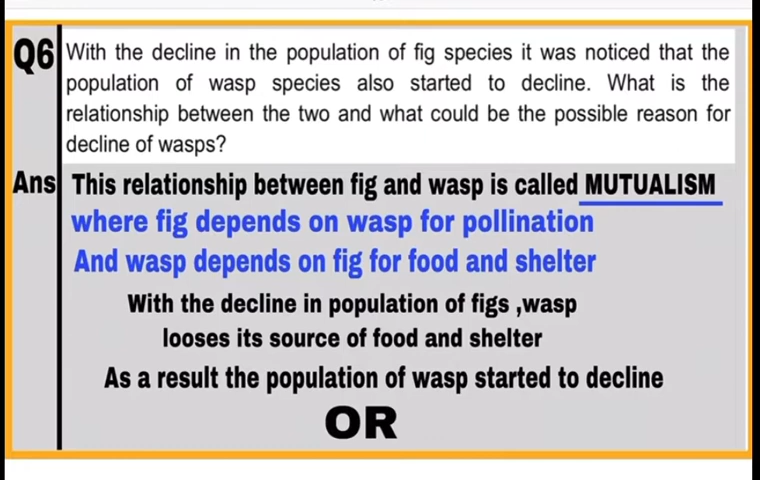 Q6 With the decline in the population of fig species it was noticed that the
population of wasp species also started to decline. What is the
relationship between the two and what could be the possible reason for
decline of wasps?
Ans This relationship between fig and wasp is called MUTUALISM
where fig depends on wasp for pollination
And wasp depends on fig for food and shelter
With the decline in population of figs ,wasp
looses its source of food and shelter
As a result the population of wasp started to decline
OR